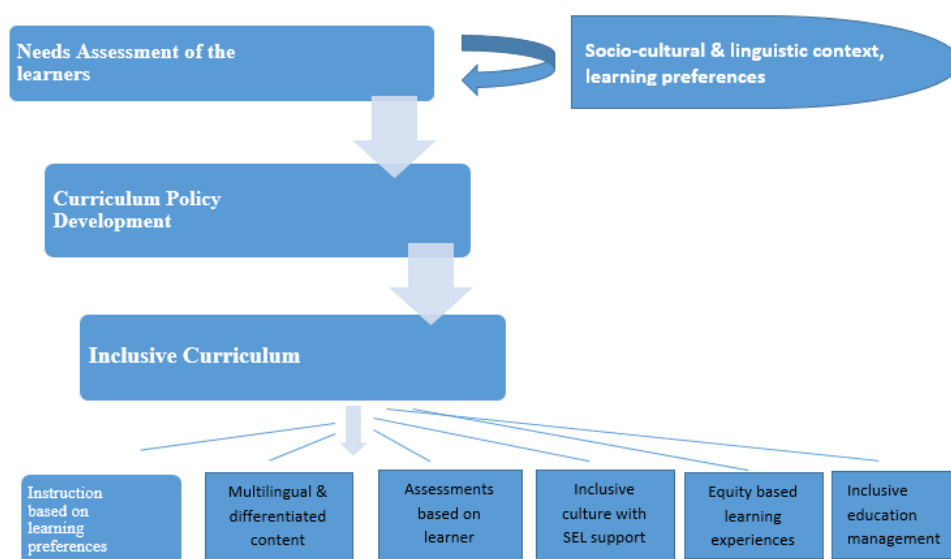 Needs Assessment of the
learners
Socio-cultural & linguistic context,
learning preferences
Curriculum Policy
Development
Inclusive Curriculum
Instruction
based on
learning
preferences
Multilingual &
differentiated
content
Assessments
based on
learner
Inclusive
culture with
SEL support
Equity based
learning
experiences
Inclusive
education
management